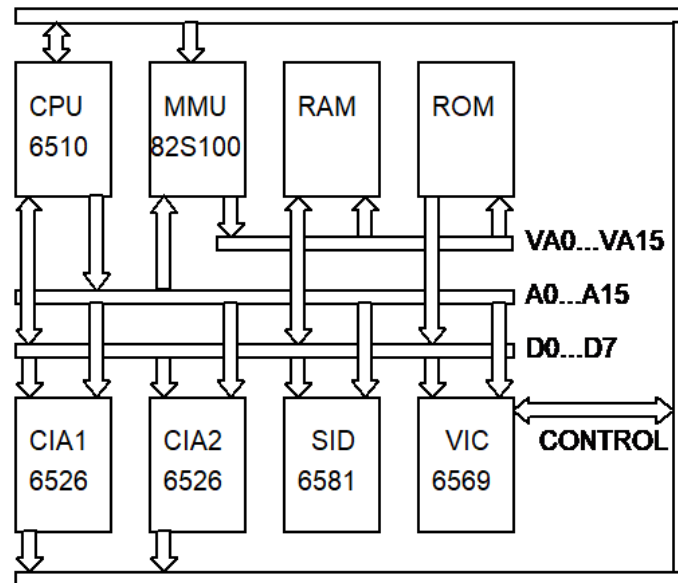 CPU
6510
MMU
82S100
RAM
ROM
VA0...VA15
A0...A15
D0...D7
CIA1
6526
CIA2
6526
SID
6581
VIC
6569
CONTROL